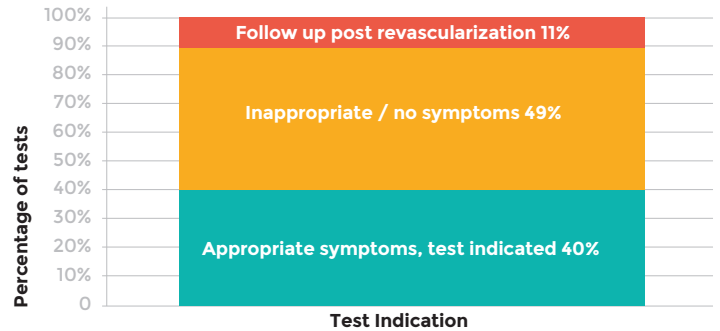 100%
90%
80%
70%
60%
50%
40%
30%
20%
10%
0
Percentage of tests
Follow up post revascularization 11%
Inappropriate / no symptoms 49%
Appropriate symptoms, test indicated 40%
Test Indication